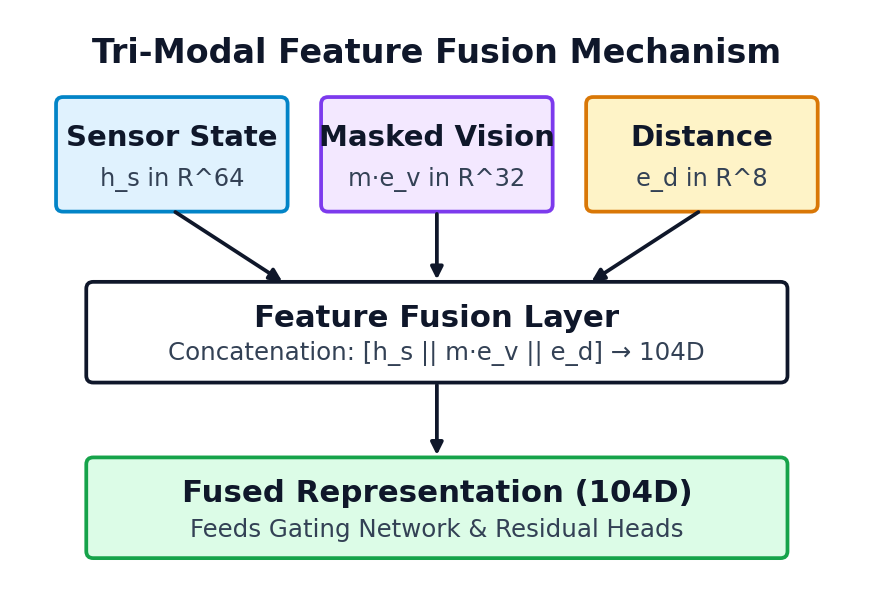 Tri-Modal Feature Fusion Mechanism
Sensor State
h_s in R^64
Masked Vision
m·e_v in R^32
Distance
e_d in R^8
Feature Fusion Layer
Concatenation: [h_s || m·e_v || e_d] → 104D
Fused Representation (104D)
Feeds Gating Network & Residual Heads